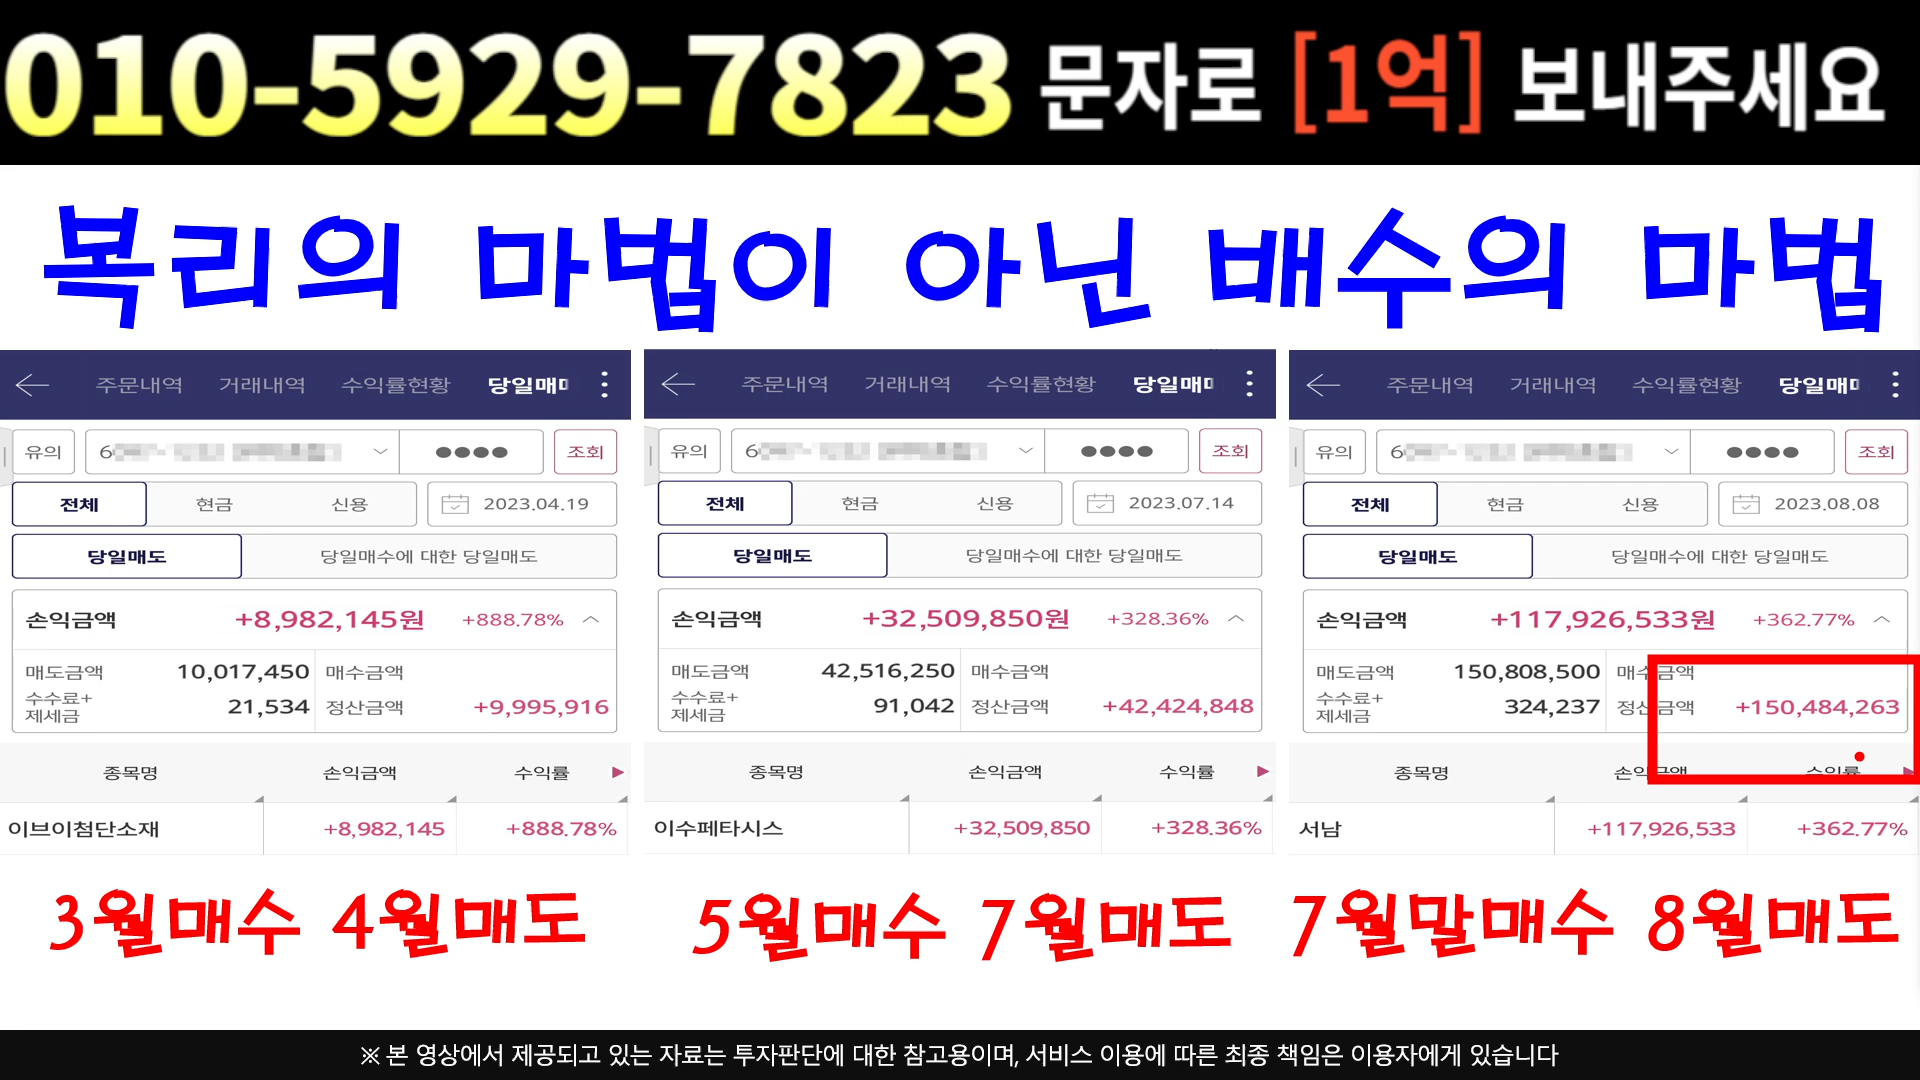 010-5929-7823 문자로 [1억] 보내주세요
복리의 마법이 아닌 배수의 마법
주문내역 거래내역 수익률현황 당일매
유의 6 ●●●● 조회
전체 현금 신용 2023.04.19
당일매도 당일매수에 대한 당일매도
손익금액 +8,982,145원 +888.78%
매도금액 10,017,450 매수금액
수수료+
제세금 21,534 정산금액 +9,995,916
종목명 손익금액 수익률
이브이첨단소재 +8,982,145 +888.78%
3월매수 4월매도
주문내역 거래내역 수익률현황 당일매
유의 6 ●●●● 조회
전체 현금 신용 2023.07.14
당일매도 당일매수에 대한 당일매도
손익금액 +32,509,850원 +328.36%
매도금액 42,516,250 매수금액
수수료+
제세금 91,042 정산금액 +42,424,848
종목명 손익금액 수익률
이수페타시스 +32,509,850 +328.36%
5월매수 7월매도
주문내역 거래내역 수익률현황 당일매
유의 6 ●●●● 조회
전체 현금 신용 2023.08.08
당일매도 당일매수에 대한 당일매도
손익금액 +117,926,533원 +362.77%
매도금액 150,808,500 매수금액
수수료+
제세금 324,237 정산금액 +150,484,263
종목명 손익금액 수익률
서남 +117,926,533 +362.77%
7월말매수 8월매도
※ 본 영상에서 제공되고 있는 자료는 투자판단에 대한 참고용이며, 서비스 이용에 따른 최종 책임은 이용자에게 있습니다